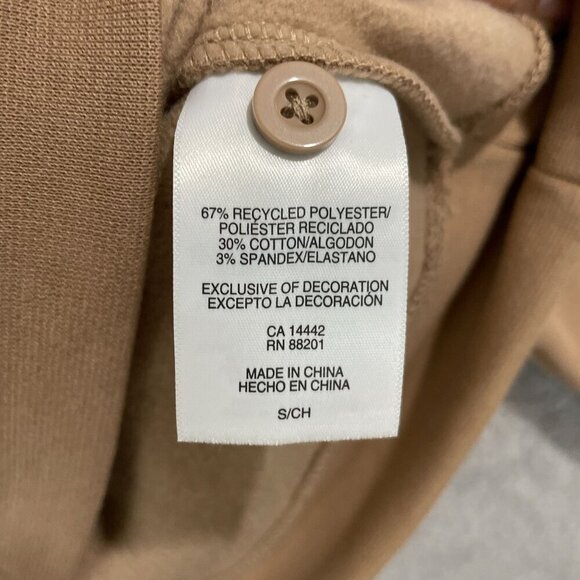 67% RECYCLED POLYESTER/
POLIÉSTER RECICLADO
30% COTTON/ALGODON
3% SPANDEX/ELASTANO
EXCLUSIVE OF DECORATION
EXCEPTO LA DECORACIÓN
CA 14442
RN 88201
MADE IN CHINA
HECHO EN CHINA
S/CH